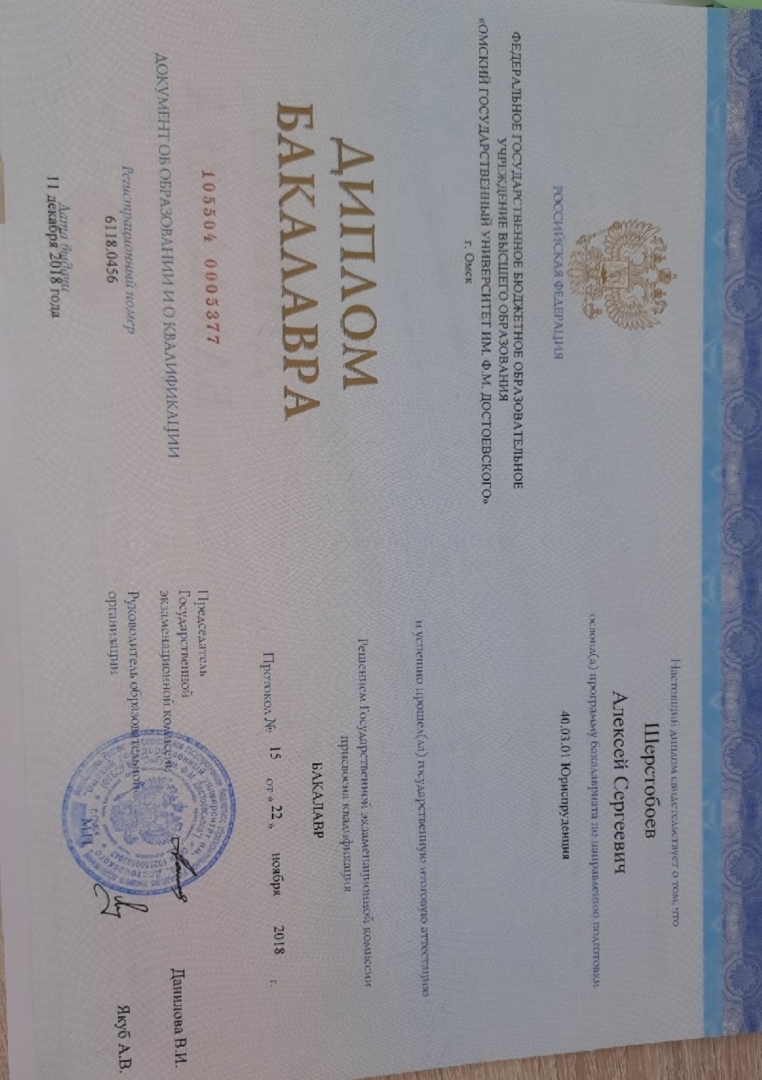 РОССИЙСКАЯ ФЕДЕРАЦИЯ
ФЕДЕРАЛЬНОЕ ГОСУДАРСТВЕННОЕ БЮДЖЕТНОЕ ОБРАЗОВАТЕЛЬНОЕ
УЧРЕЖДЕНИЕ ВЫСШЕГО ОБРАЗОВАНИЯ
«ОМСКИЙ ГОСУДАРСТВЕННЫЙ УНИВЕРСИТЕТ ИМ. Ф.М. ДОСТОЕВСКОГО»
г. Омск
ДИПЛОМ
БАКАЛАВРА
105504 0005377
ДОКУМЕНТ ОБ ОБРАЗОВАНИИ И О КВАЛИФИКАЦИИ
Регистрационный номер
6118.0456
Дата выдачи
11 декабря 2018 года
Настоящий диплом свидетельствует о том, что
Шерстобоев
Алексей Сергеевич
освоил(а) программу бакалавриата по направлению подготовки
40.03.01 Юриспруденция
и успешно прошел(ла) государственную итоговую аттестацию
Решением Государственной экзаменационной комиссии
присвоена квалификация
БАКАЛАВР
Протокол № 15 от « 22 » ноября 2018 г.
Председатель
Государственной
экзаменационной комиссии
Данилова В.И.
Руководитель образовательной
организации
Якуб А.В.
М.П.